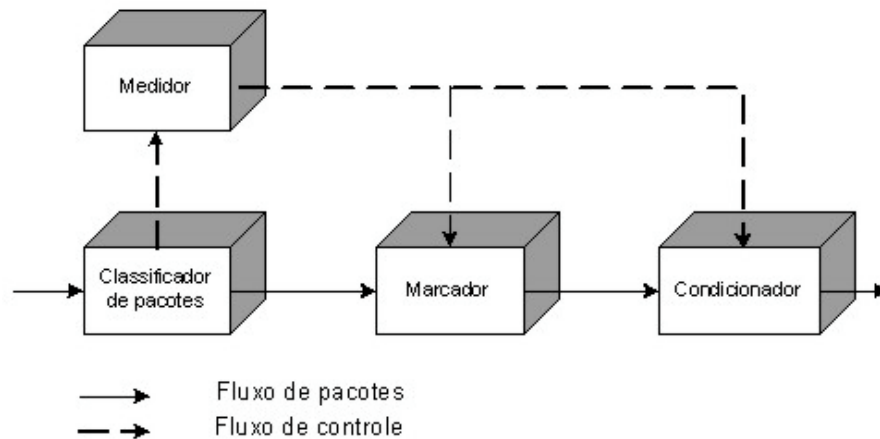 Medidor
Classificador
de pacotes
Marcador
Condicionador
Fluxo de pacotes
Fluxo de controle